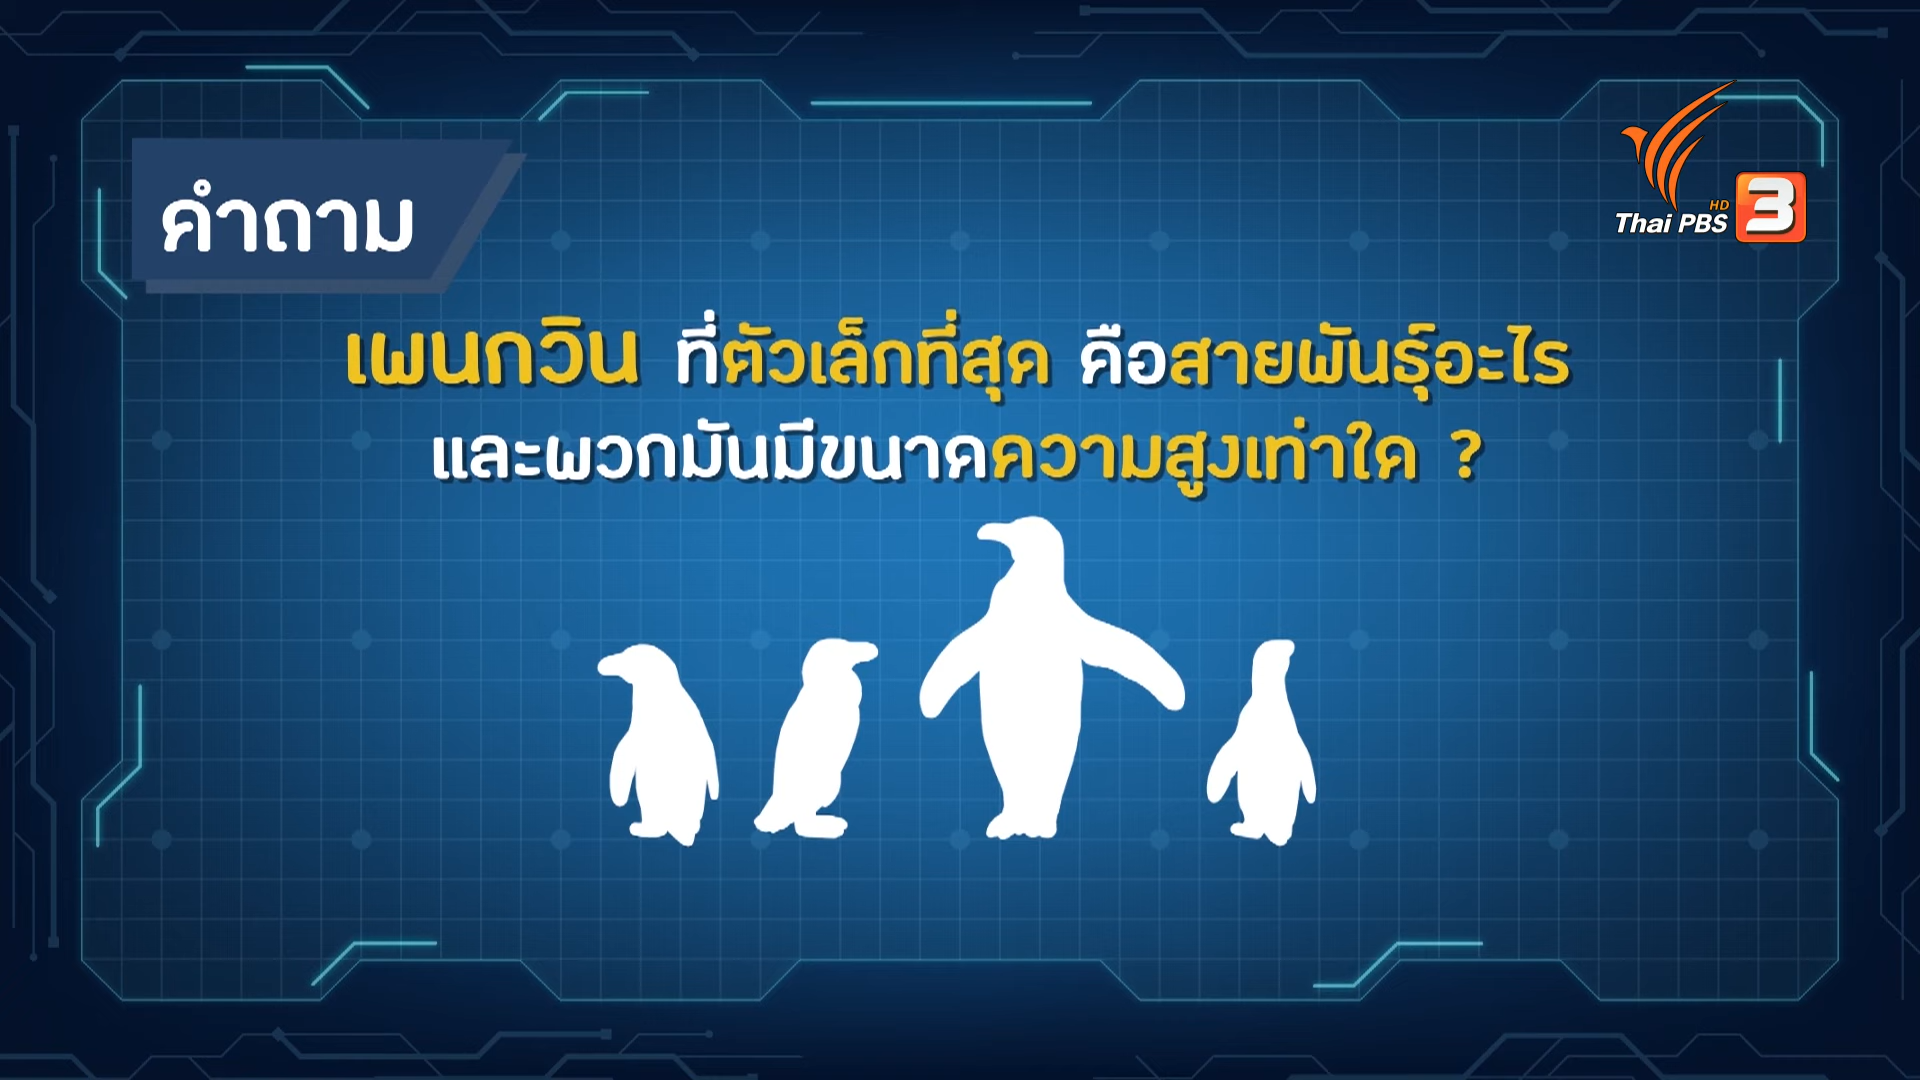 คำถาม
HD
Thai PBS 3
เพนกวิน ที่ตัวเล็กที่สุด คือสายพันธุ์อะไร
และพวกมันมีขนาดความสูงเท่าใด ?